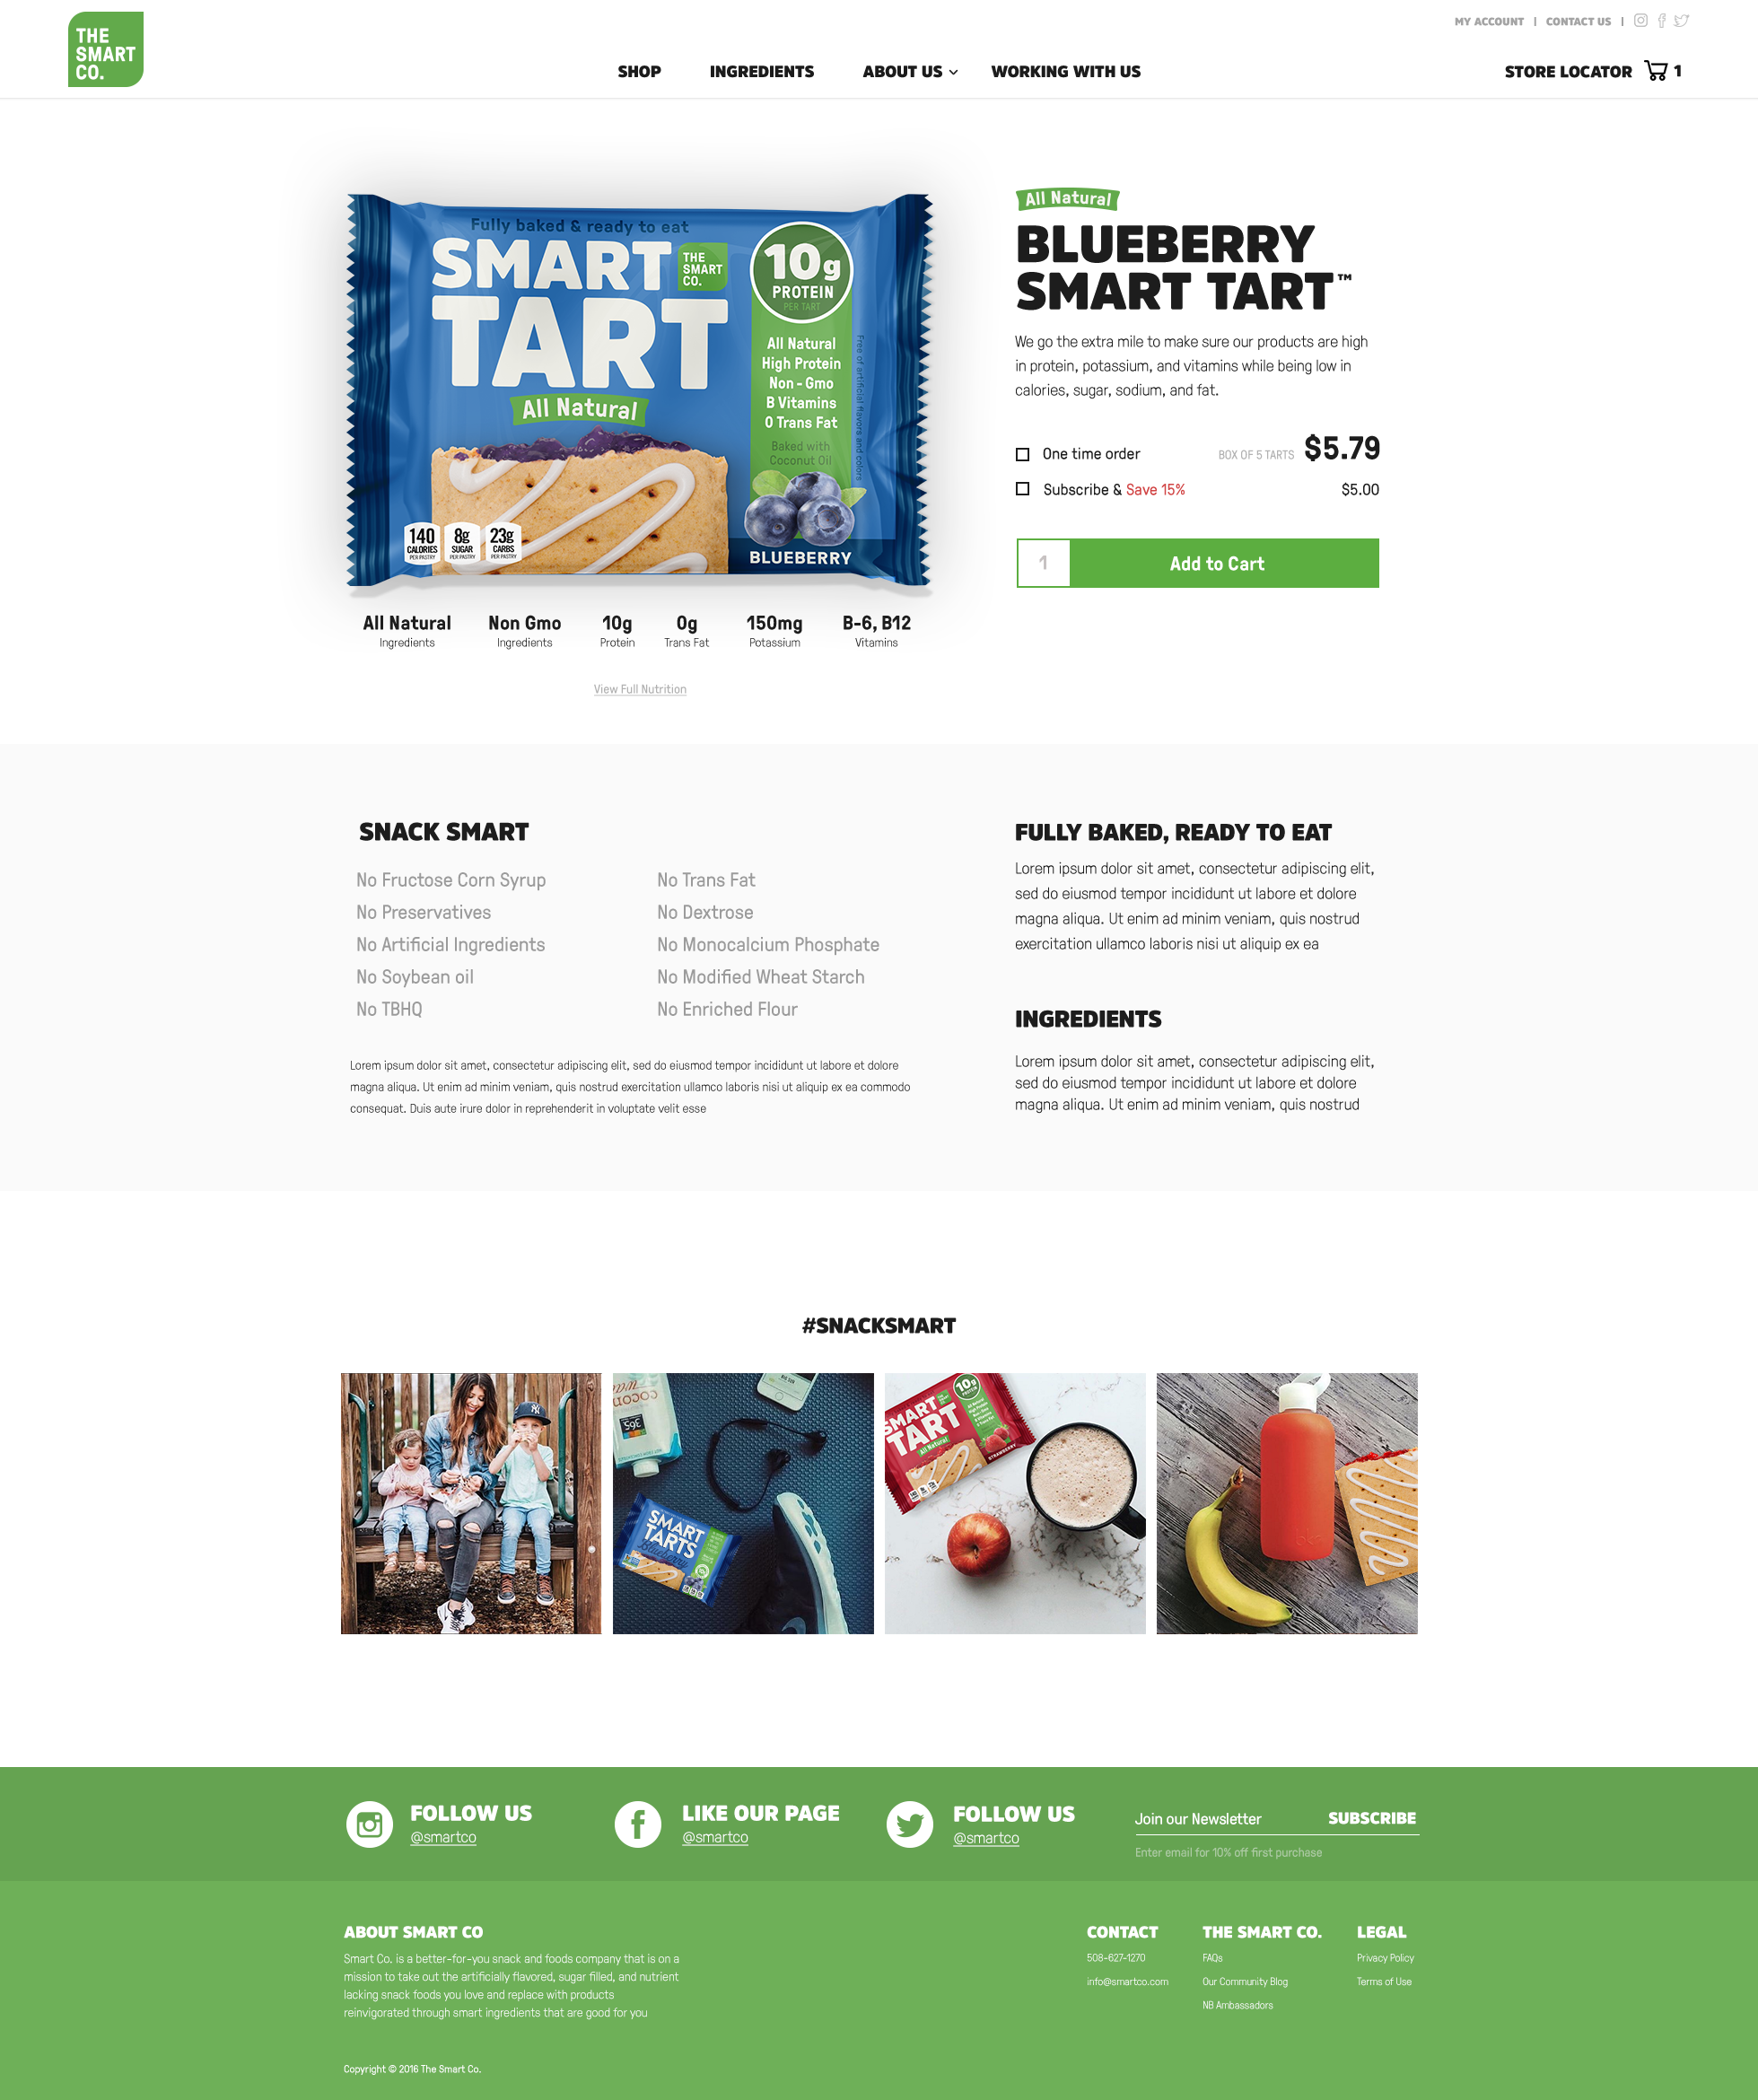 THE
SMART
CO.
MY ACCOUNT | CONTACT US |
SHOP INGREDIENTS ABOUT US WORKING WITH US
STORE LOCATOR 1
Fully baked & ready to eat
SMART
THE
SMART
CO.
TART
All Natural
10g
PROTEIN
PER TART
All Natural
High Protein
Non-Gmo
B Vitamins
0 Trans Fat
Baked with
Coconut Oil
Free of artificial flavors and colors
BLUEBERRY
140
CALORIES
PER PASTRY
8g
SUGAR
PER PASTRY
23g
CARBS
PER PASTRY
All Natural
Ingredients
Non Gmo
Ingredients
10g
Protein
0g
Trans Fat
150mg
Potassium
B-6, B12
Vitamins
View Full Nutrition
All Natural
BLUEBERRY
SMART TART™
We go the extra mile to make sure our products are high
in protein, potassium, and vitamins while being low in
calories, sugar, sodium, and fat.
One time order BOX OF 5 TARTS $5.79
Subscribe & Save 15% $5.00
1 Add to Cart
SNACK SMART
No Fructose Corn Syrup
No Preservatives
No Artificial Ingredients
No Soybean oil
No TBHQ
No Trans Fat
No Dextrose
No Monocalcium Phosphate
No Modified Wheat Starch
No Enriched Flour
Lorem ipsum dolor sit amet, consectetur adipiscing elit, sed do eiusmod tempor incididunt ut labore et dolore
magna aliqua. Ut enim ad minim veniam, quis nostrud exercitation ullamco laboris nisi ut aliquip ex ea commodo
consequat. Duis aute irure dolor in reprehenderit in voluptate velit esse
FULLY BAKED, READY TO EAT
Lorem ipsum dolor sit amet, consectetur adipiscing elit,
sed do eiusmod tempor incididunt ut labore et dolore
magna aliqua. Ut enim ad minim veniam, quis nostrud
exercitation ullamco laboris nisi ut aliquip ex ea
INGREDIENTS
Lorem ipsum dolor sit amet, consectetur adipiscing elit,
sed do eiusmod tempor incididunt ut labore et dolore
magna aliqua. Ut enim ad minim veniam, quis nostrud
#SNACKSMART
365
SMART
TARTS
Blueberry
SMART
TART
All Natural
10g
STRAWBERRY
FOLLOW US
@smartco
LIKE OUR PAGE
@smartco
FOLLOW US
@smartco
Join our Newsletter SUBSCRIBE
Enter email for 10% off first purchase
ABOUT SMART CO
Smart Co. is a better-for-you snack and foods company that is on a
mission to take out the artificially flavored, sugar filled, and nutrient
lacking snack foods you love and replace with products
reinvigorated through smart ingredients that are good for you
CONTACT
508-627-1270
info@smartco.com
THE SMART CO.
FAQs
Our Community Blog
NB Ambassadors
LEGAL
Privacy Policy
Terms of Use
Copyright © 2016 The Smart Co.